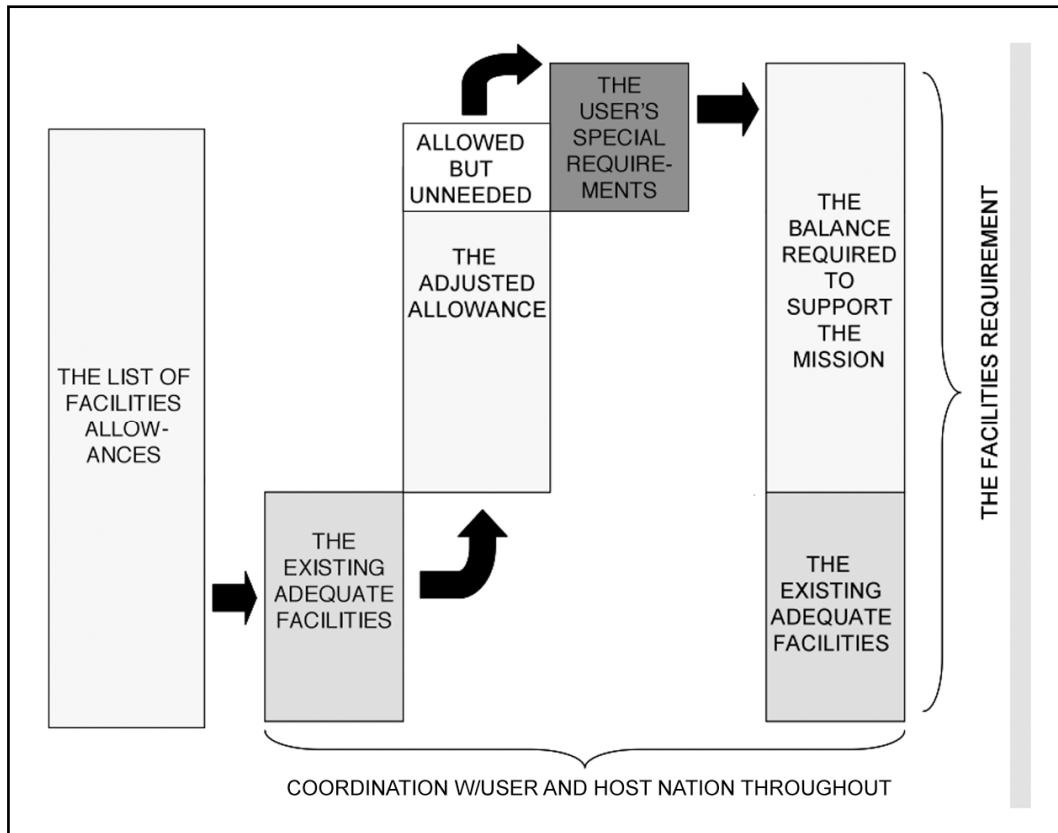 THE LIST OF
FACILITIES
ALLOW-
ANCES
THE
EXISTING
ADEQUATE
FACILITIES
ALLOWED
BUT
UNNEEDED
THE
ADJUSTED
ALLOWANCE
THE
USER'S
SPECIAL
REQUIRE-
MENTS
THE
BALANCE
REQUIRED
TO
SUPPORT
THE
MISSION
THE
EXISTING
ADEQUATE
FACILITIES
THE FACILITIES REQUIREMENT
COORDINATION W/USER AND HOST NATION THROUGHOUT